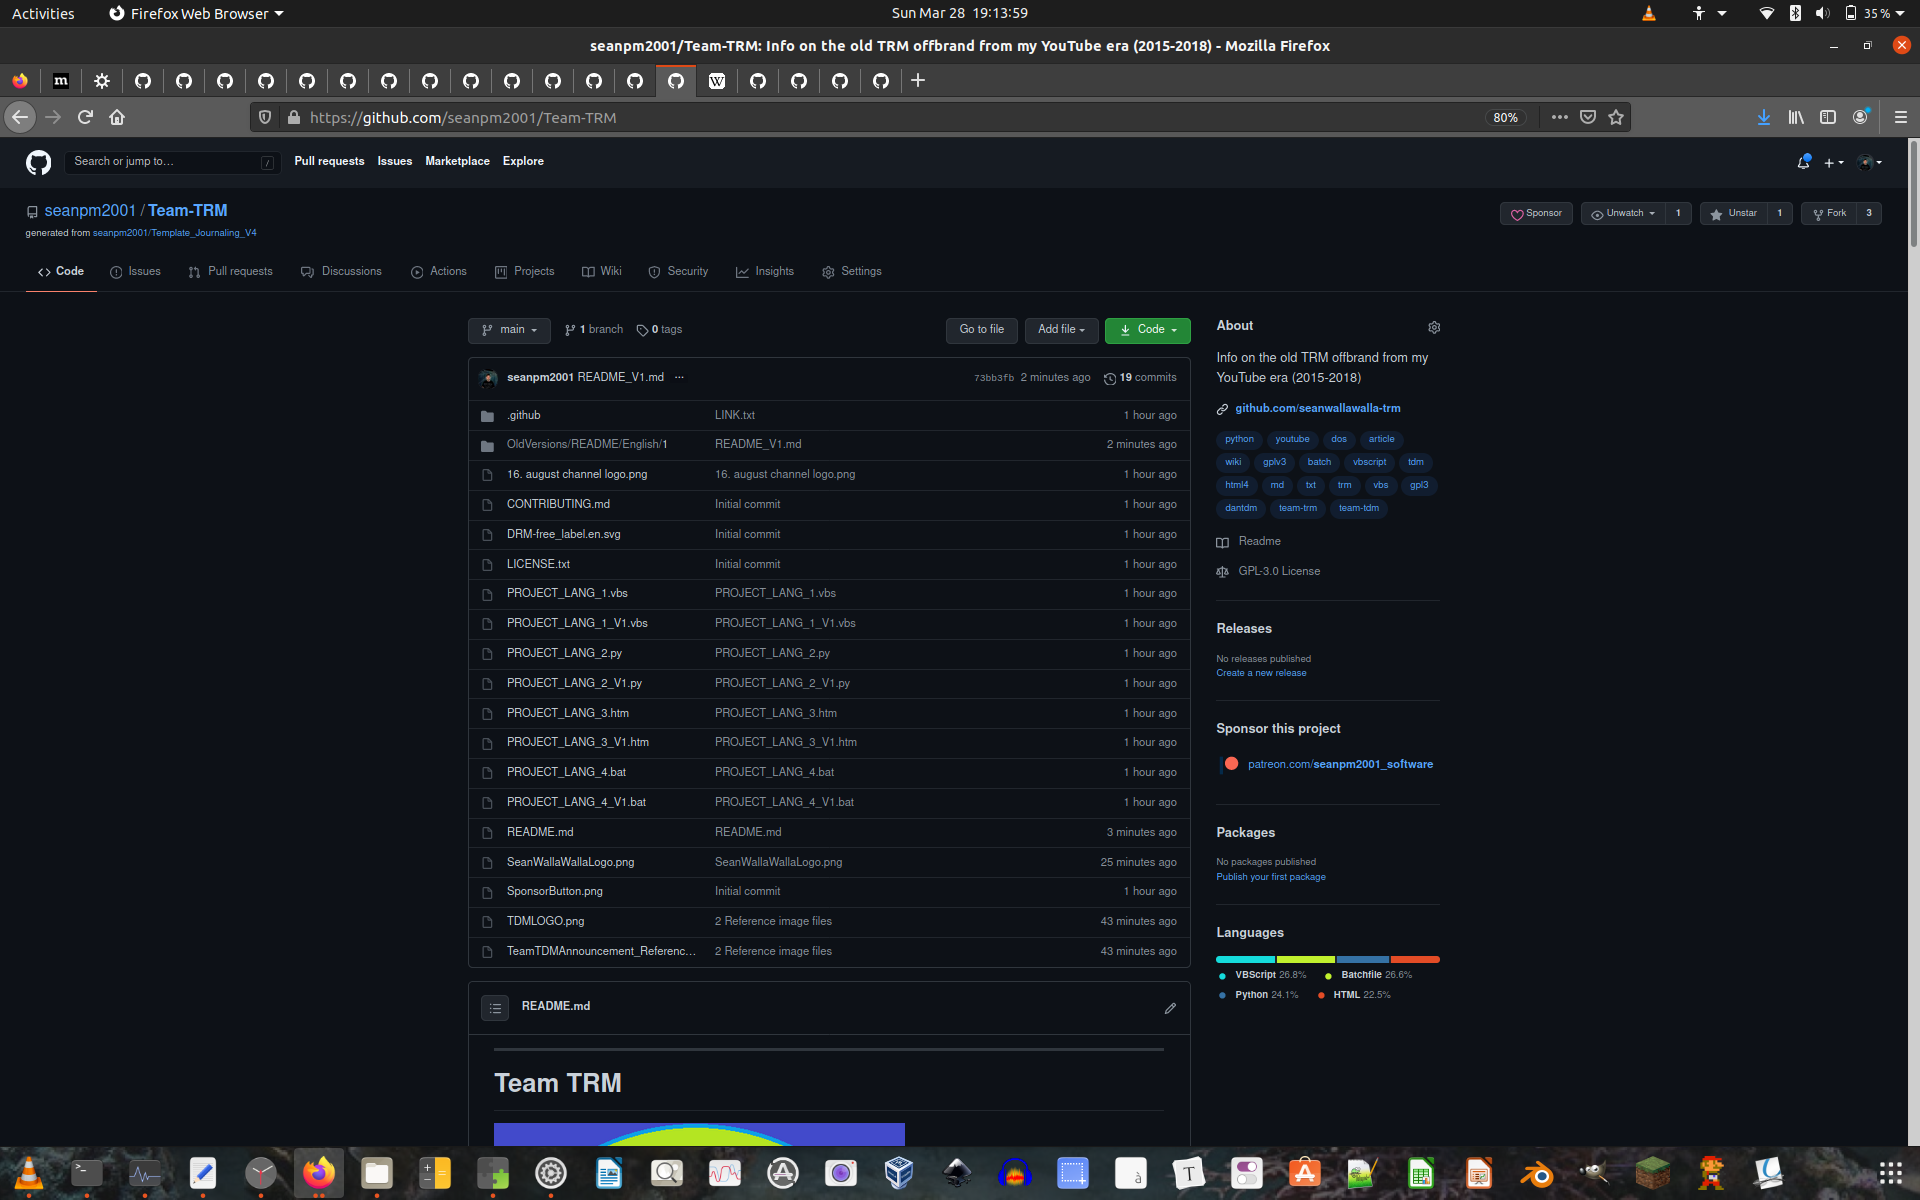 Activities Firefox Web Browser Sun Mar 28 19:13:59 35 %
seanpm2001/Team-TRM: Info on the old TRM offbrand from my YouTube era (2015-2018) - Mozilla Firefox
https://github.com/seanpm2001/Team-TRM 80%
Search or jump to… / Pull requests Issues Marketplace Explore
seanpm2001 / Team-TRM Sponsor Unwatch 1 Unstar 1 Fork 3
generated from seanpm2001/Template_Journaling_V4
Code Issues Pull requests Discussions Actions Projects Wiki Security Insights Settings
main 1 branch 0 tags Go to file Add file Code
seanpm2001 README_V1.md ... 73bb3fb 2 minutes ago 19 commits
.github LINK.txt 1 hour ago
OldVersions/README/English/1 README_V1.md 2 minutes ago
16. august channel logo.png 16. august channel logo.png 1 hour ago
CONTRIBUTING.md Initial commit 1 hour ago
DRM-free_label.en.svg Initial commit 1 hour ago
LICENSE.txt Initial commit 1 hour ago
PROJECT_LANG_1.vbs PROJECT_LANG_1.vbs 1 hour ago
PROJECT_LANG_1_V1.vbs PROJECT_LANG_1_V1.vbs 1 hour ago
PROJECT_LANG_2.py PROJECT_LANG_2.py 1 hour ago
PROJECT_LANG_2_V1.py PROJECT_LANG_2_V1.py 1 hour ago
PROJECT_LANG_3.htm PROJECT_LANG_3.htm 1 hour ago
PROJECT_LANG_3_V1.htm PROJECT_LANG_3_V1.htm 1 hour ago
PROJECT_LANG_4.bat PROJECT_LANG_4.bat 1 hour ago
PROJECT_LANG_4_V1.bat PROJECT_LANG_4_V1.bat 1 hour ago
README.md README.md 3 minutes ago
SeanWallaWallaLogo.png SeanWallaWallaLogo.png 25 minutes ago
SponsorButton.png Initial commit 1 hour ago
TDMLOGO.png 2 Reference image files 43 minutes ago
TeamTDMAnnouncement_Referenc... 2 Reference image files 43 minutes ago
README.md
Team TRM
About
Info on the old TRM offbrand from my
YouTube era (2015-2018)
github.com/seanwallawalla-trm
python youtube dos article
wiki gplv3 batch vbscript tdm
html4 md txt trm vbs gpl3
dantdm team-trm team-tdm
Readme
GPL-3.0 License
Releases
No releases published
Create a new release
Sponsor this project
patreon.com/seanpm2001_software
Packages
No packages published
Publish your first package
Languages
VBScript 26.8% Batchfile 26.6%
Python 24.1% HTML 22.5%